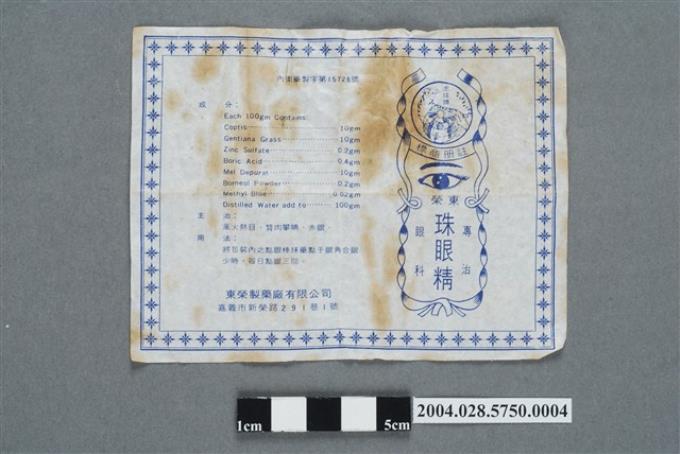 內衛藥製字第15728號
成　分：
Each 100gm Contains:
Coptis 10gm
Gentiana Grass 10gm
Zinc Sulfate 0.2gm
Boric Acid 0.4gm
Mel Depurat 10gm
Borneol Powder 0.2gm
Methyl Blue 0.02gm
Distilled Water add to 100gm
主　治：
風火熱目、努肉攀睛、赤眼。
用　法：
將包裝內之點眼棒抹藥點于眼角合眼
少時，每日點眼三回。
東榮製藥廠有限公司
嘉義市新榮路291巷1號
標商冊註
榮東
專治
珠眼精
眼科
1cm
5cm
2004.028.5750.0004